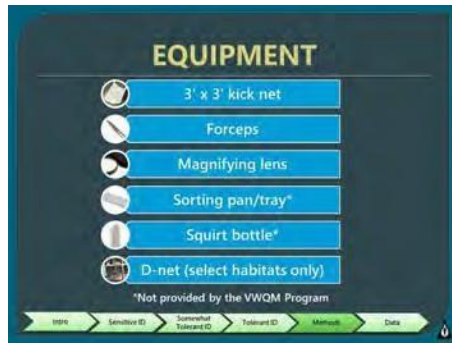 EQUIPMENT
3' x 3' kick net
Forceps
Magnifying lens
Sorting pan/tray*
Squirt bottle*
D-net (select habitats only)
*Not provided by the VWQM Program
Intro
Sensitive ID
Somewhat
Tolerant ID
Tolerant ID
Methods
Data